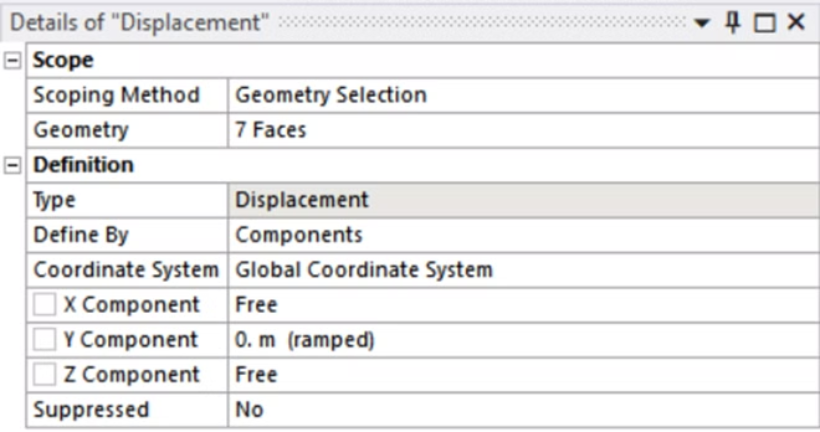 Details of "Displacement"
Scope
Scoping Method Geometry Selection
Geometry 7 Faces
Definition
Type Displacement
Define By Components
Coordinate System Global Coordinate System
X Component Free
Y Component 0. m (ramped)
Z Component Free
Suppressed No